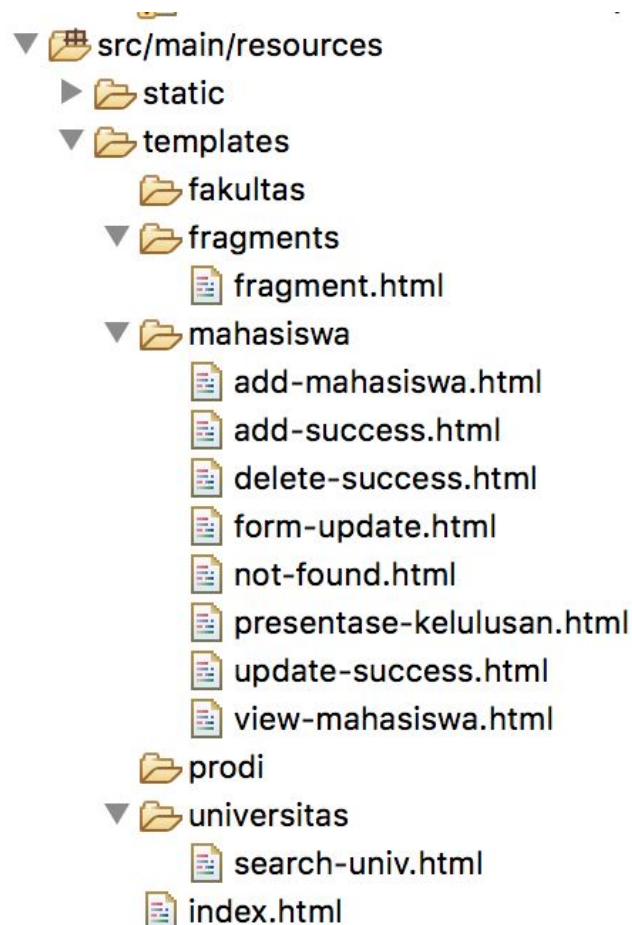 src/main/resources
static
templates
fakultas
fragments
fragment.html
mahasiswa
add-mahasiswa.html
add-success.html
delete-success.html
form-update.html
not-found.html
presentase-kelulusan.html
update-success.html
view-mahasiswa.html
prodi
universitas
search-univ.html
index.html